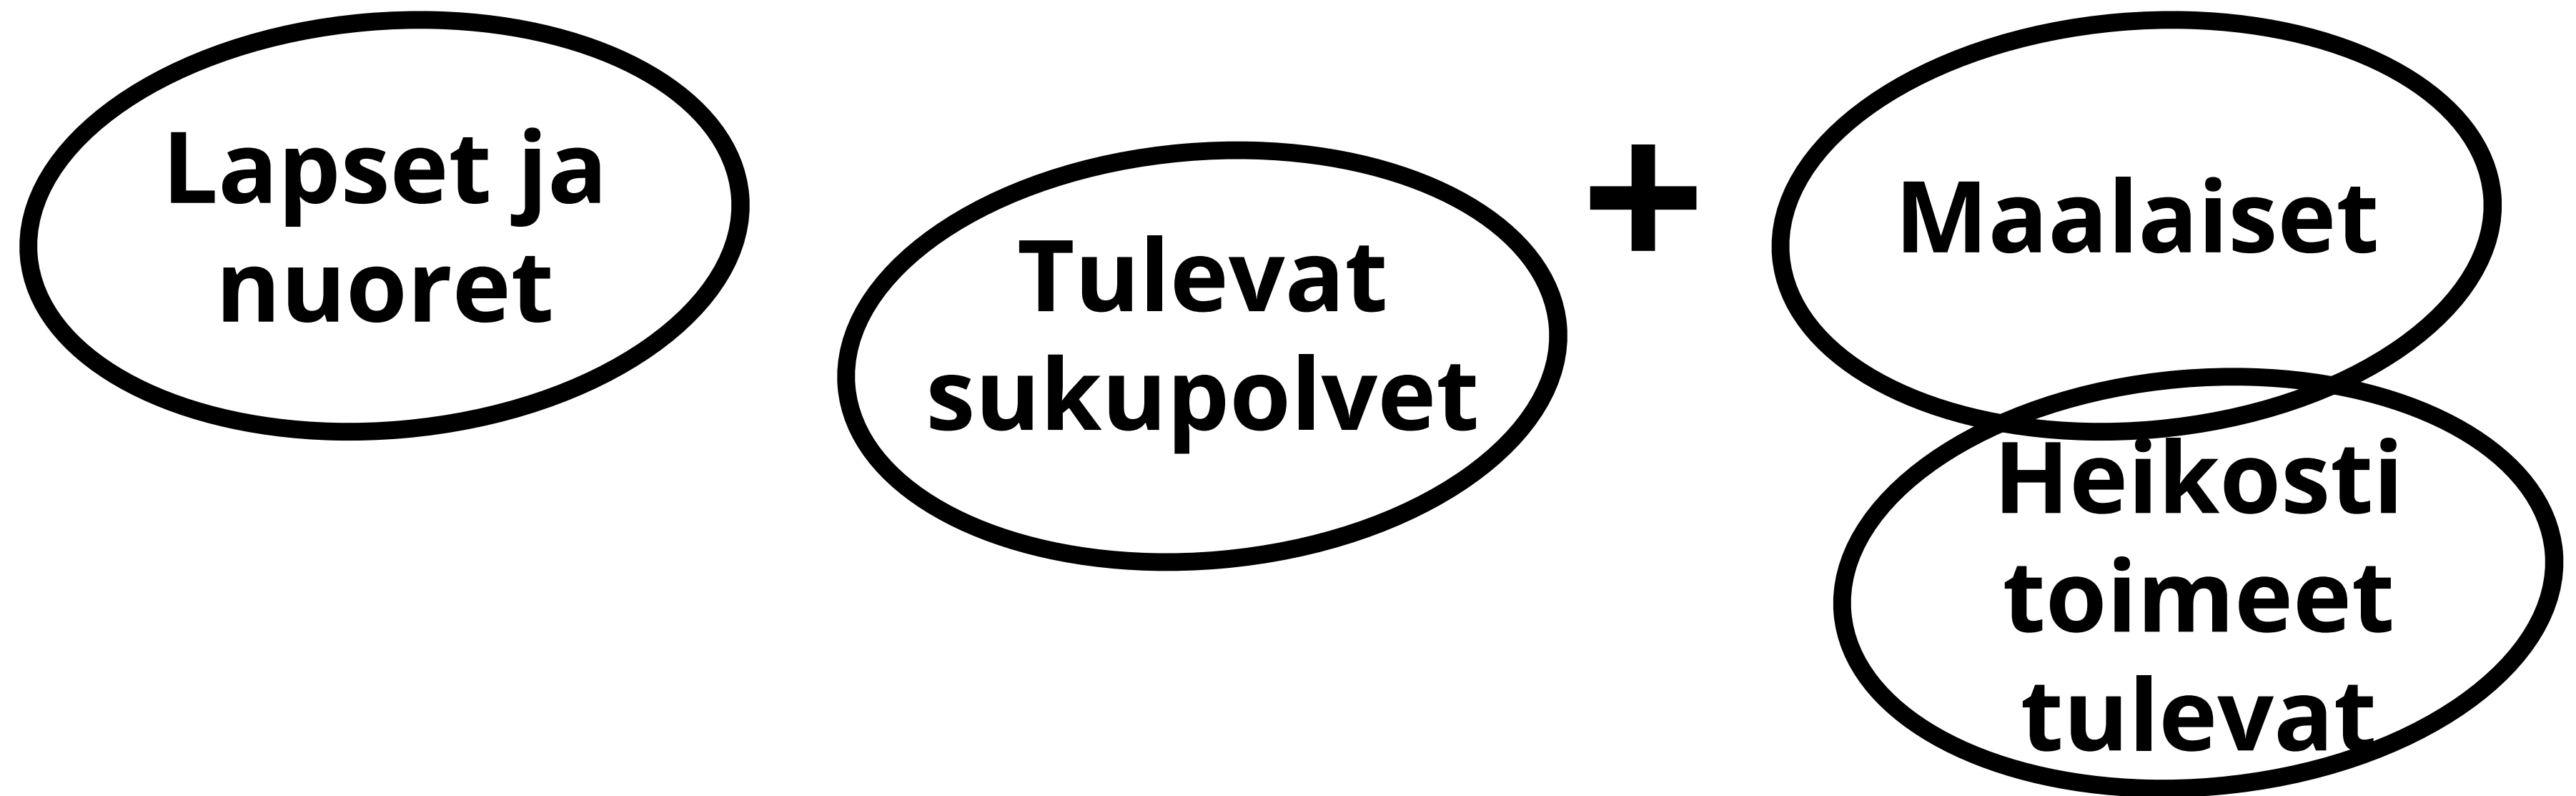 Lapset ja
nuoret
Tulevat
sukupolvet
+
Maalaiset
Heikosti
toimeet
tulevat